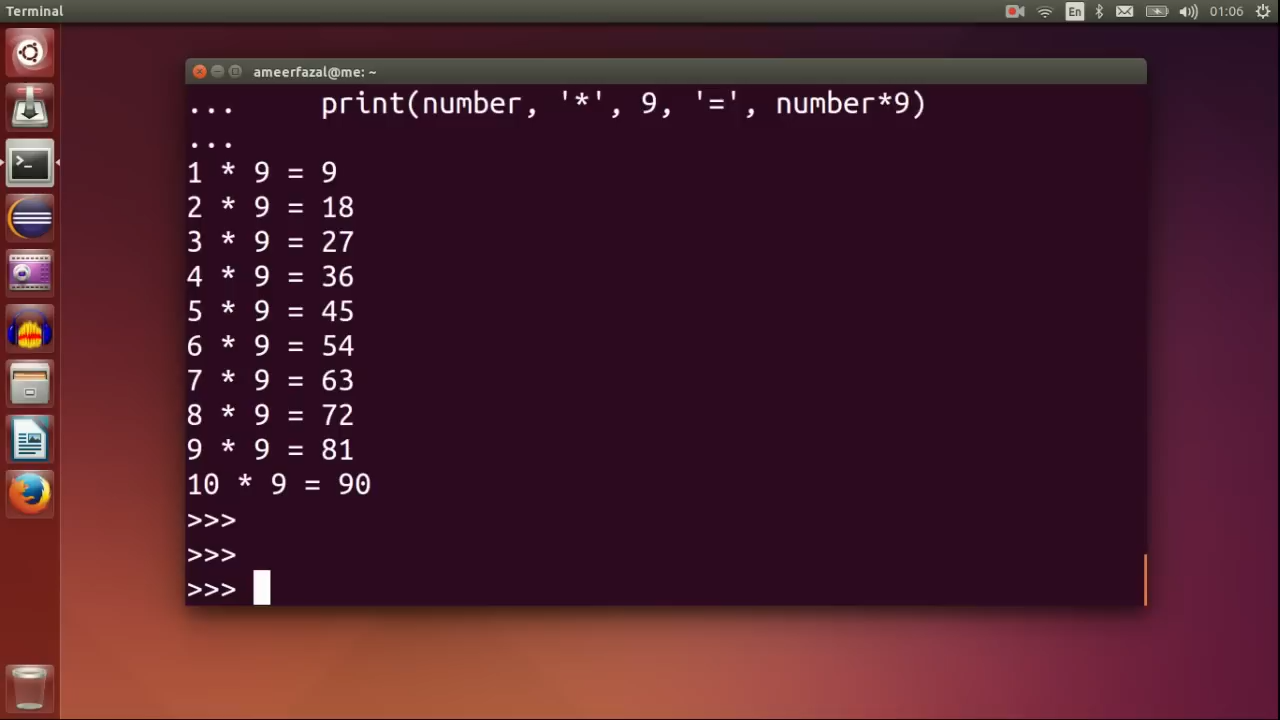 Terminal
En
01:06
ameerfazal@me: ~
...     print(number, '*', 9, '=', number*9)
...
1 * 9 = 9
2 * 9 = 18
3 * 9 = 27
4 * 9 = 36
5 * 9 = 45
6 * 9 = 54
7 * 9 = 63
8 * 9 = 72
9 * 9 = 81
10 * 9 = 90
>>>
>>>
>>>